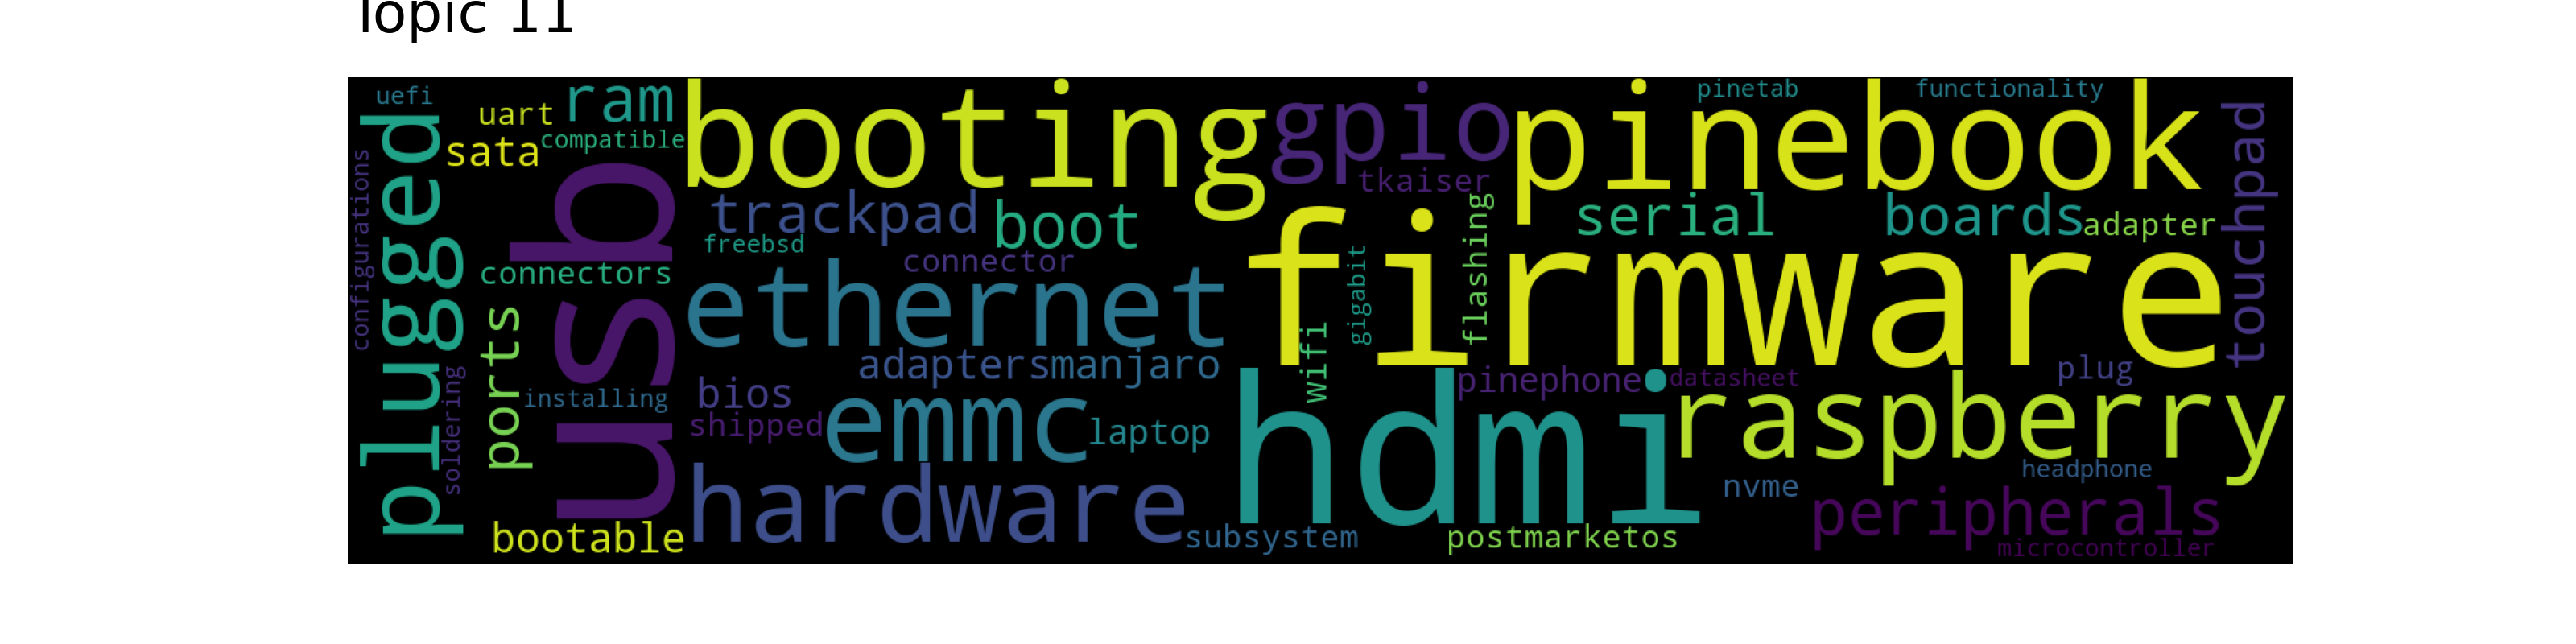 Topic 11
uefi
uart
ram
sata
compatible
plugged
configurations
usb
booting
gpio
tkaiser
pinebook
pinetab
functionality
touchpad
trackpad
boot
freebsd
connector
connectors
serial
boards
adapter
flashing
firmware
gigabit
wifi
ethernet
ports
soldering
installing
adapters
manjaro
bios
shipped
emmc
laptop
hdmi
pinephone
datasheet
plug
raspberry
headphone
nvme
hardware
bootable
subsystem
postmarketos
peripherals
microcontroller